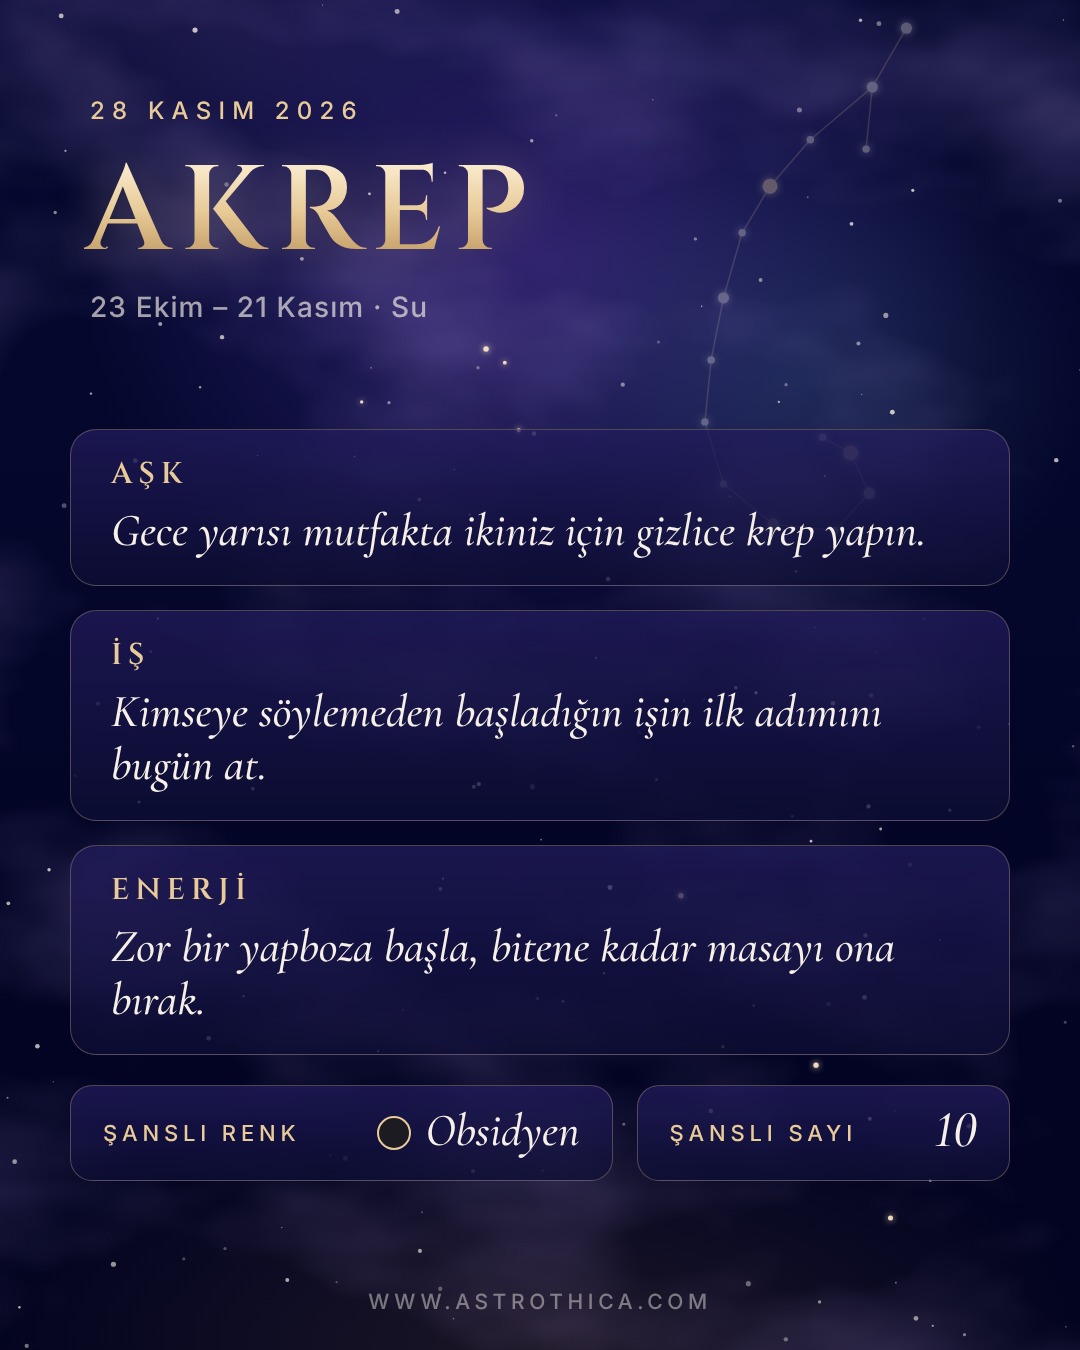 28 KASIM 2026
AKREP
23 Ekim – 21 Kasım · Su
AŞK
Gece yarısı mutfakta ikiniz için gizlice krep yapın.
İŞ
Kimseye söylemeden başladığın işin ilk adımını
bugün at.
ENERJİ
Zor bir yapboza başla, bitene kadar masayı ona
bırak.
ŞANSLI RENK Obsidyen
ŞANSLI SAYI 10
WWW.ASTROTHICA.COM